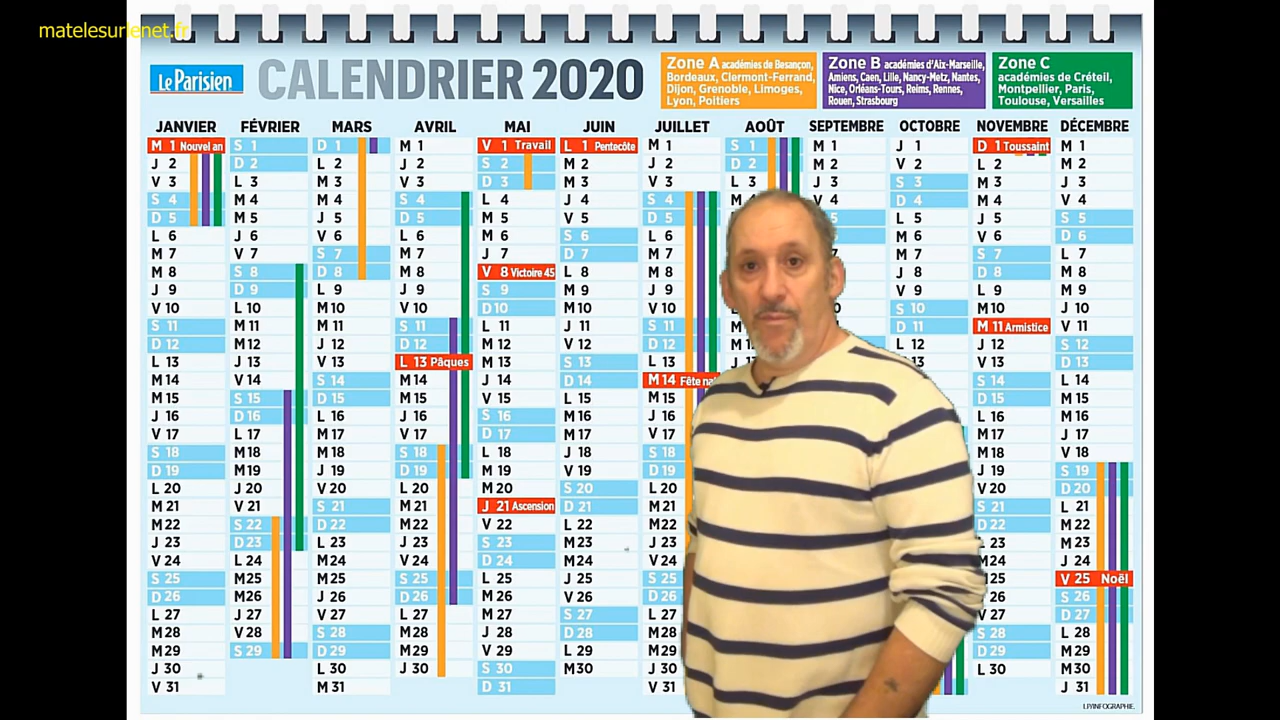 matelesurlenet.fr
Le Parisien
CALENDRIER 2020
Zone A académies de Besançon,
Bordeaux, Clermont-Ferrand,
Dijon, Grenoble, Limoges,
Lyon, Poitiers
Zone B académies d'Aix-Marseille,
Amiens, Caen, Lille, Nancy-Metz, Nantes,
Nice, Orléans-Tours, Reims, Rennes,
Rouen, Strasbourg
Zone C
académies de Créteil,
Montpellier, Paris,
Toulouse, Versailles
JANVIER
M 1 Nouvel an
J 2
V 3
S 4
D 5
L 6
M 7
M 8
J 9
V 10
S 11
D 12
L 13
M 14
M 15
J 16
V 17
S 18
D 19
L 20
M 21
M 22
J 23
V 24
S 25
D 26
L 27
M 28
M 29
J 30
V 31
FÉVRIER
S 1
D 2
L 3
M 4
M 5
J 6
V 7
S 8
D 9
L 10
M 11
M 12
J 13
V 14
S 15
D 16
L 17
M 18
M 19
J 20
V 21
S 22
D 23
L 24
M 25
M 26
J 27
V 28
S 29
MARS
D 1
L 2
M 3
M 4
J 5
V 6
S 7
D 8
L 9
M 10
M 11
J 12
V 13
S 14
D 15
L 16
M 17
M 18
J 19
V 20
S 21
D 22
L 23
M 24
M 25
J 26
V 27
S 28
D 29
L 30
M 31
AVRIL
M 1
J 2
V 3
S 4
D 5
L 6
M 7
M 8
J 9
V 10
S 11
D 12
L 13 Pâques
M 14
M 15
J 16
V 17
S 18
D 19
L 20
M 21
M 22
J 23
V 24
S 25
D 26
L 27
M 28
M 29
J 30
MAI
V 1 Travail
S 2
D 3
L 4
M 5
M 6
J 7
V 8 Victoire 45
S 9
D 10
L 11
M 12
M 13
J 14
V 15
S 16
D 17
L 18
M 19
M 20
J 21 Ascension
V 22
S 23
D 24
L 25
M 26
M 27
J 28
V 29
S 30
D 31
JUIN
L 1 Pentecôte
M 2
M 3
J 4
V 5
S 6
D 7
L 8
M 9
M 10
J 11
V 12
S 13
D 14
L 15
M 16
M 17
J 18
V 19
S 20
D 21
L 22
M 23
M 24
J 25
V 26
S 27
D 28
L 29
M 30
JUILLET
M 1
J 2
V 3
S 4
D 5
L 6
M 7
M 8
J 9
V 10
S 11
D 12
L 13
M 14 Fête
M 15
J 16
V 17
S 18
D 19
L 20
M 21
M 22
J 23
V 24
S 25
D 26
L 27
M 28
M 29
J 30
V 31
AOÛT
S 1
D 2
L 3
SEPTEMBRE
M 1
M 2
J 3
V 4
5
OCTOBRE
J 1
V 2
S 3
D 4
L 5
M 6
M 7
J 8
V 9
S 10
D 11
L 12
NOVEMBRE
D 1 Toussaint
L 2
M 3
M 4
J 5
V 6
S 7
D 8
L 9
M 10
M 11 Armistice
J 12
V 13
S 14
D 15
L 16
M 17
M 18
J 19
V 20
S 21
D 22
23
M 24
M 25
J 26
V 27
S 28
D 29
L 30
DÉCEMBRE
M 1
M 2
J 3
V 4
S 5
D 6
L 7
M 8
M 9
J 10
V 11
S 12
D 13
L 14
M 15
M 16
J 17
V 18
S 19
D 20
L 21
M 22
M 23
J 24
V 25 Noël
S 26
D 27
L 28
M 29
M 30
J 31
LP/INFOGRAPHIE.